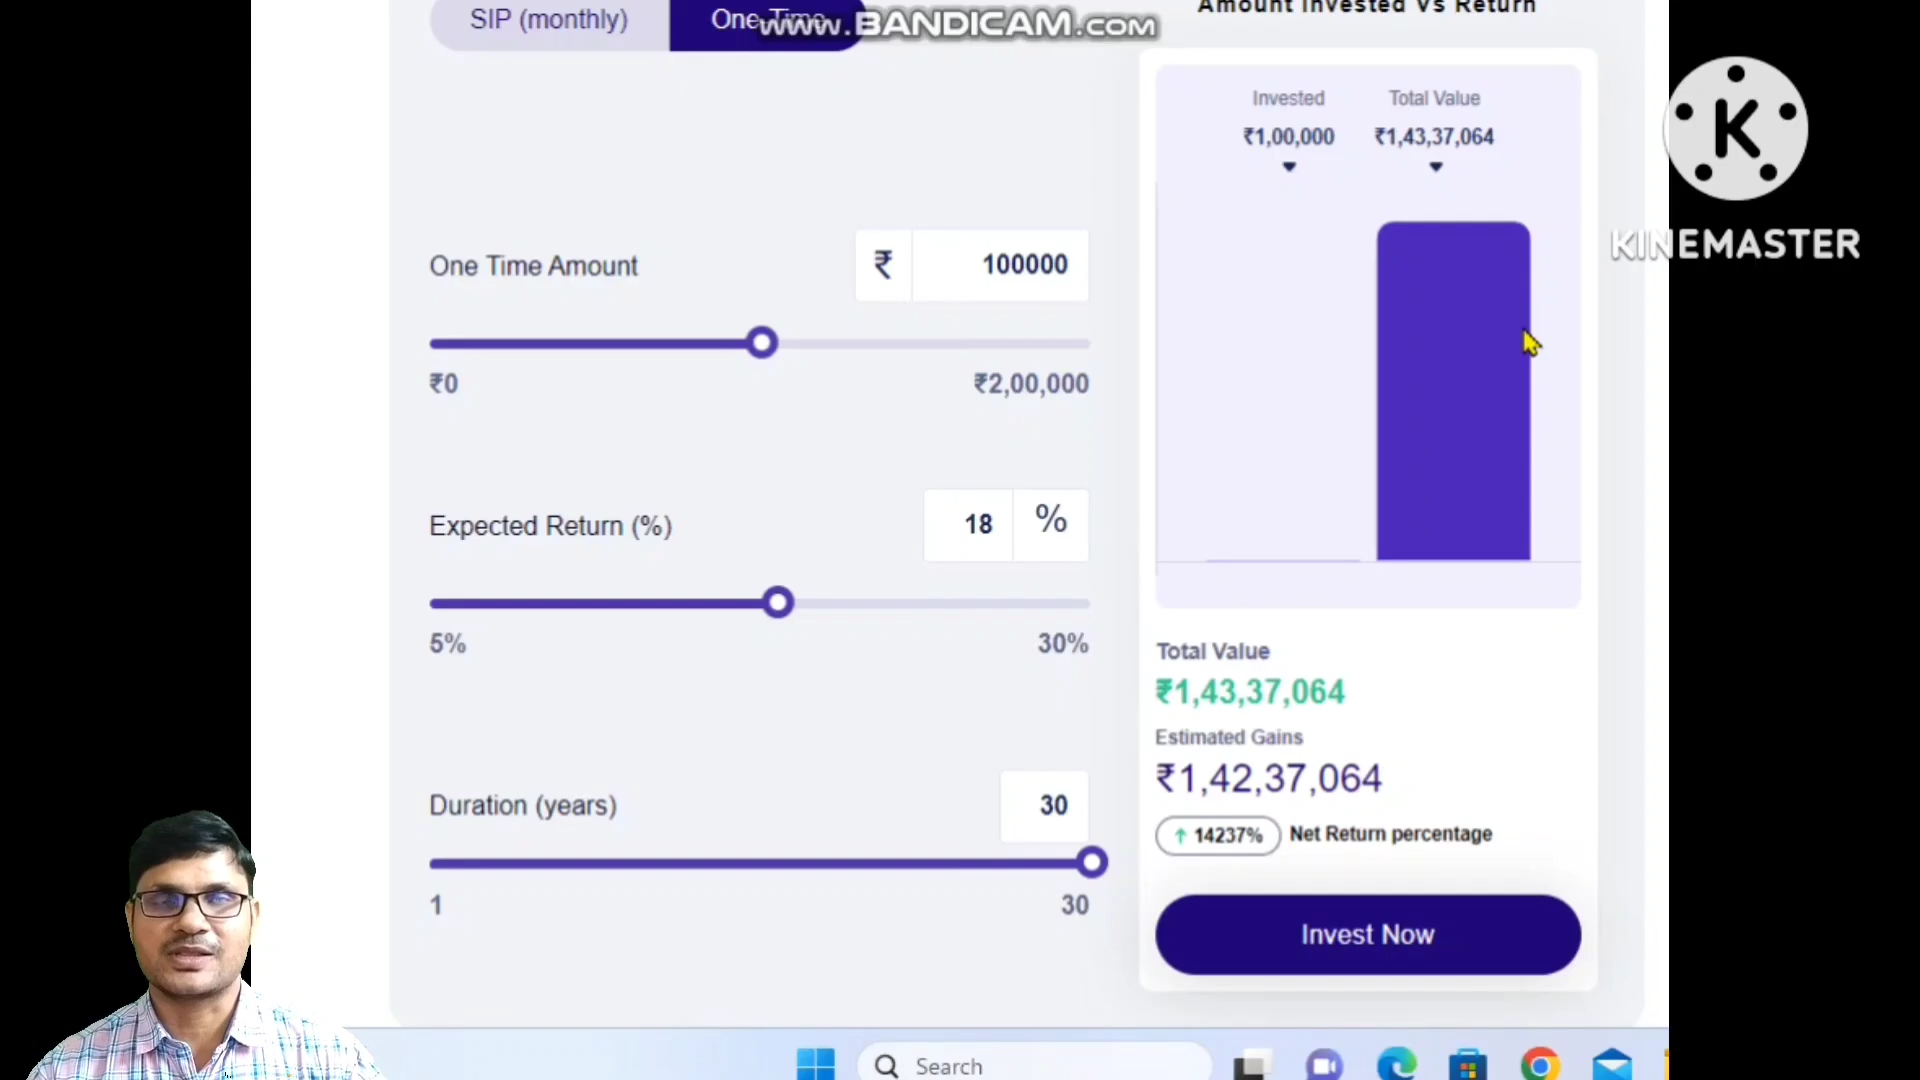 SIP (monthly)
One-Time
www.BANDICAM.com
Amount Invested Vs Return
Invested
Total Value
₹1,00,000
₹1,43,37,064
K
KINEMASTER
One Time Amount
₹
100000
₹0
₹2,00,000
Expected Return (%)
18
%
5%
30%
Total Value
₹1,43,37,064
Estimated Gains
₹1,42,37,064
Duration (years)
30
↑ 14237%
Net Return percentage
1
30
Invest Now
Search